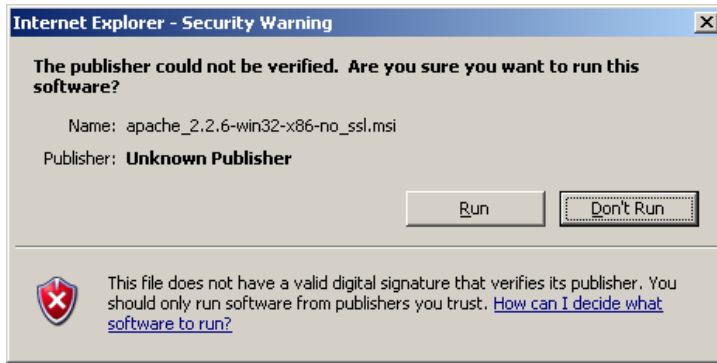 Internet Explorer - Security Warning
The publisher could not be verified.  Are you sure you want to run this
software?
Name: apache_2.2.6-win32-x86-no_ssl.msi
Publisher: Unknown Publisher
Run Don't Run
This file does not have a valid digital signature that verifies its publisher. You
should only run software from publishers you trust. How can I decide what
software to run?